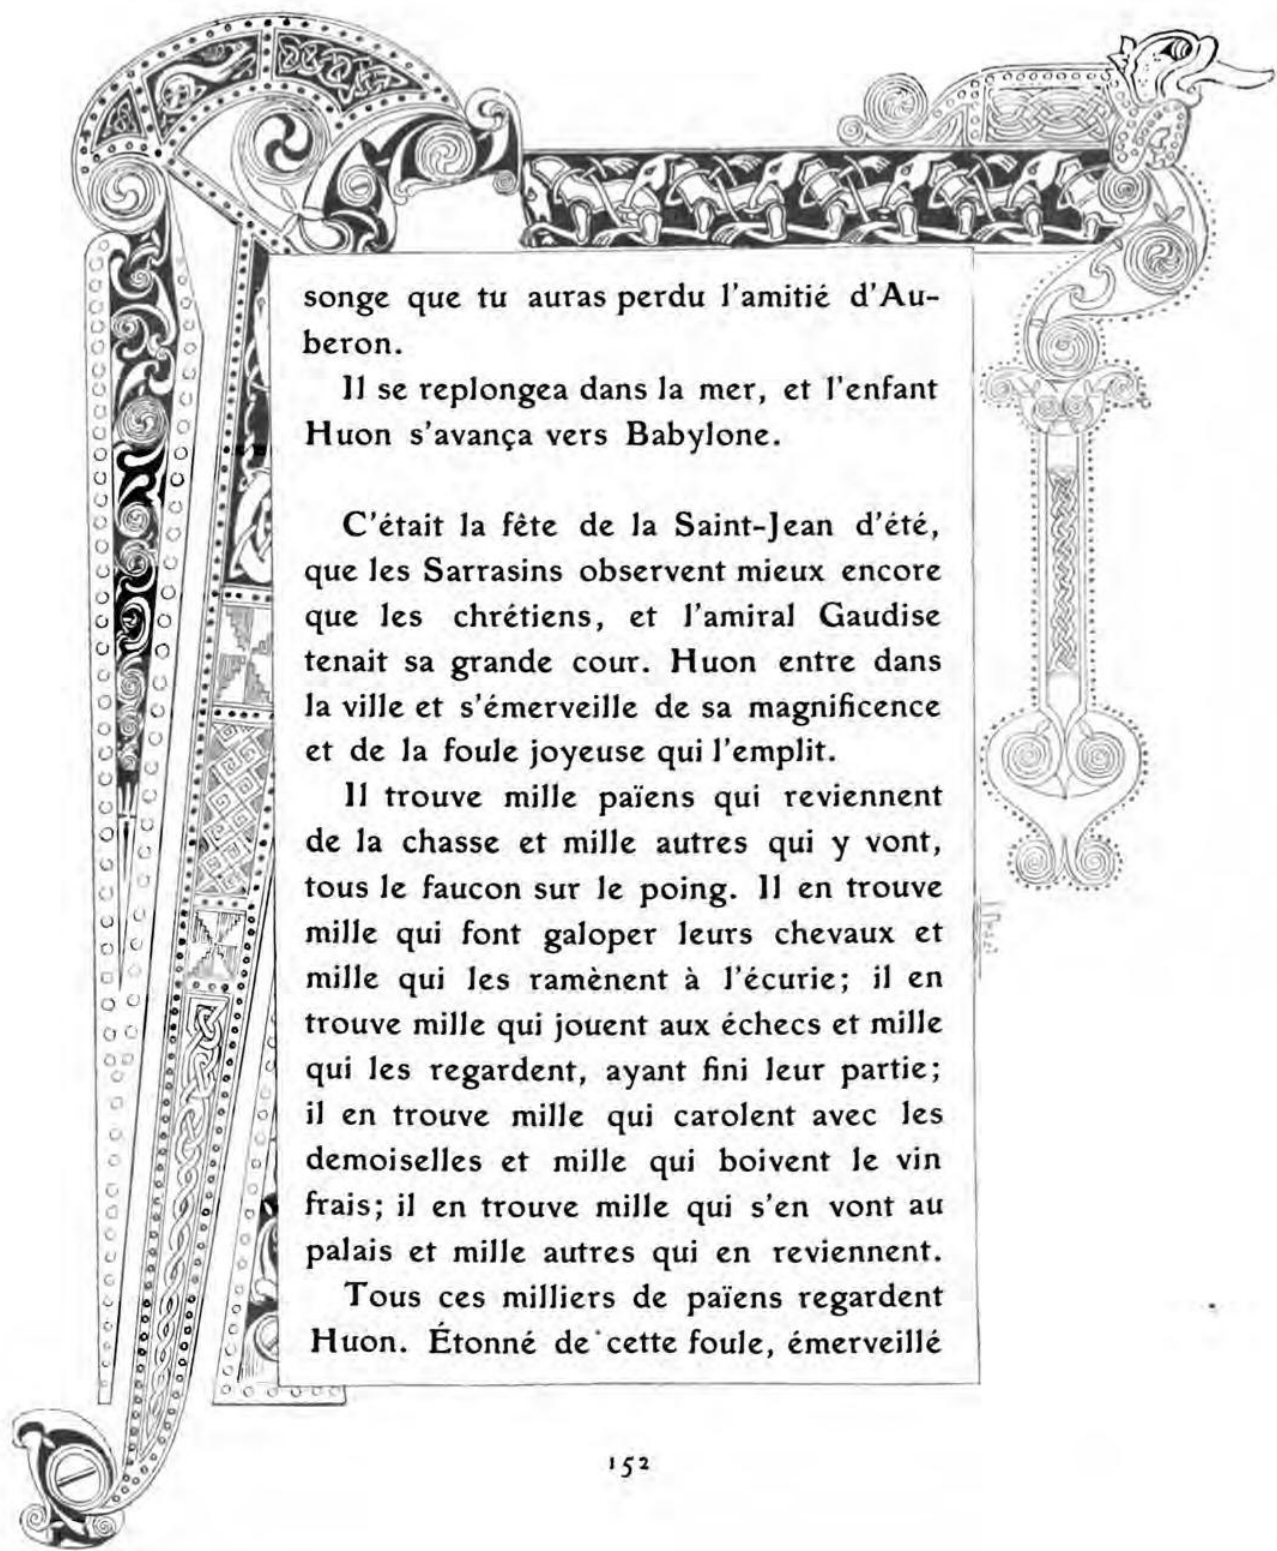 songe que tu auras perdu l'amitié d'Au-
beron.
Il se replongea dans la mer, et l'enfant
Huon s'avança vers Babylone.
C'était la fête de la Saint-Jean d'été,
que les Sarrasins observent mieux encore
que les chrétiens, et l'amiral Gaudise
tenait sa grande cour. Huon entre dans
la ville et s'émerveille de sa magnificence
et de la foule joyeuse qui l'emplit.
Il trouve mille païens qui reviennent
de la chasse et mille autres qui y vont,
tous le faucon sur le poing. Il en trouve
mille qui font galoper leurs chevaux et
mille qui les ramènent à l'écurie; il en
trouve mille qui jouent aux échecs et mille
qui les regardent, ayant fini leur partie;
il en trouve mille qui carolent avec les
demoiselles et mille qui boivent le vin
frais; il en trouve mille qui s'en vont au
palais et mille autres qui en reviennent.
Tous ces milliers de païens regardent
Huon. Étonné de cette foule, émerveillé
152